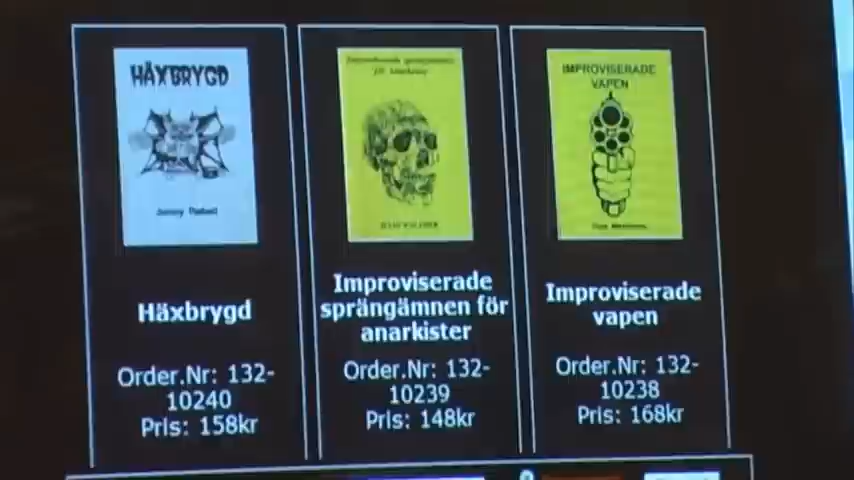 HÄXBRYGD
Häxbrygd
Order.Nr: 132-
10240
Pris: 158kr
Improviserade
sprängämnen för
anarkister
Order.Nr: 132-
10239
Pris: 148kr
IMPROVISERADE
VAPEN
Improviserade
vapen
Order.Nr: 132-
10238
Pris: 168kr